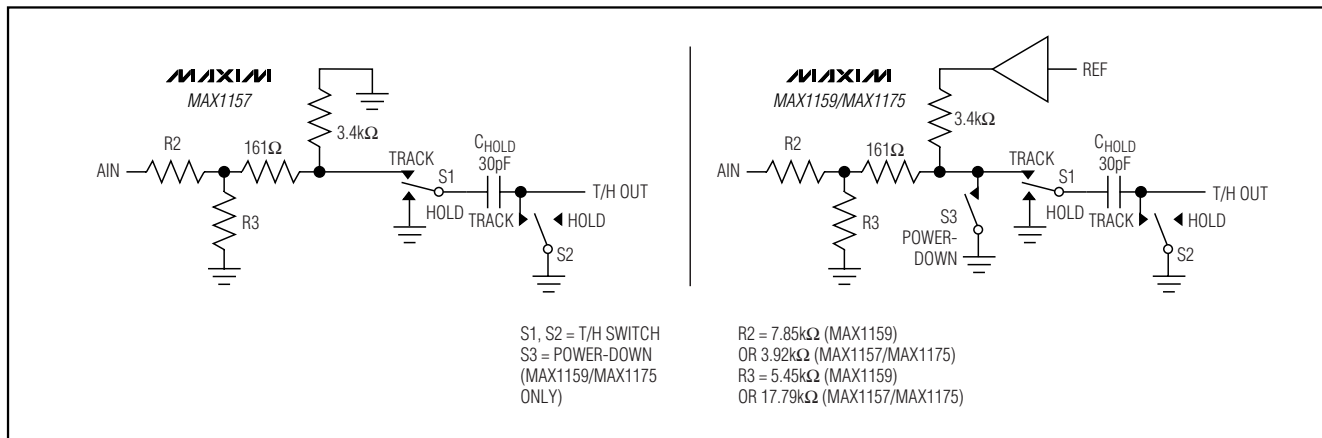 MAXIM
MAX1157
3.4kΩ
R2
161Ω
AIN
R3
TRACK
S1
HOLD
CHOLD
30pF
TRACK
HOLD
S2
T/H OUT
MAXIM
MAX1159/MAX1175
REF
3.4kΩ
R2
161Ω
AIN
R3
S3
POWER-
DOWN
TRACK
S1
HOLD
CHOLD
30pF
TRACK
HOLD
S2
T/H OUT
S1, S2 = T/H SWITCH
S3 = POWER-DOWN
(MAX1159/MAX1175
ONLY)
R2 = 7.85kΩ (MAX1159)
OR 3.92kΩ (MAX1157/MAX1175)
R3 = 5.45kΩ (MAX1159)
OR 17.79kΩ (MAX1157/MAX1175)